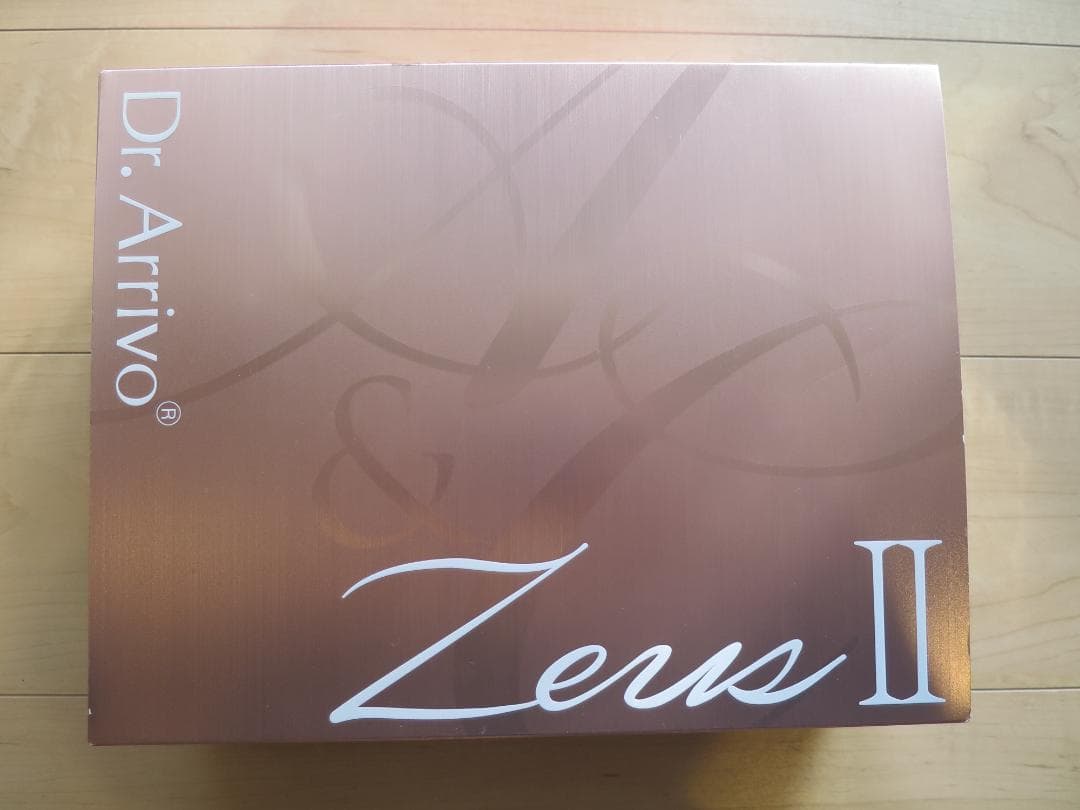 Dr. Arrivo®
&
Zeus II